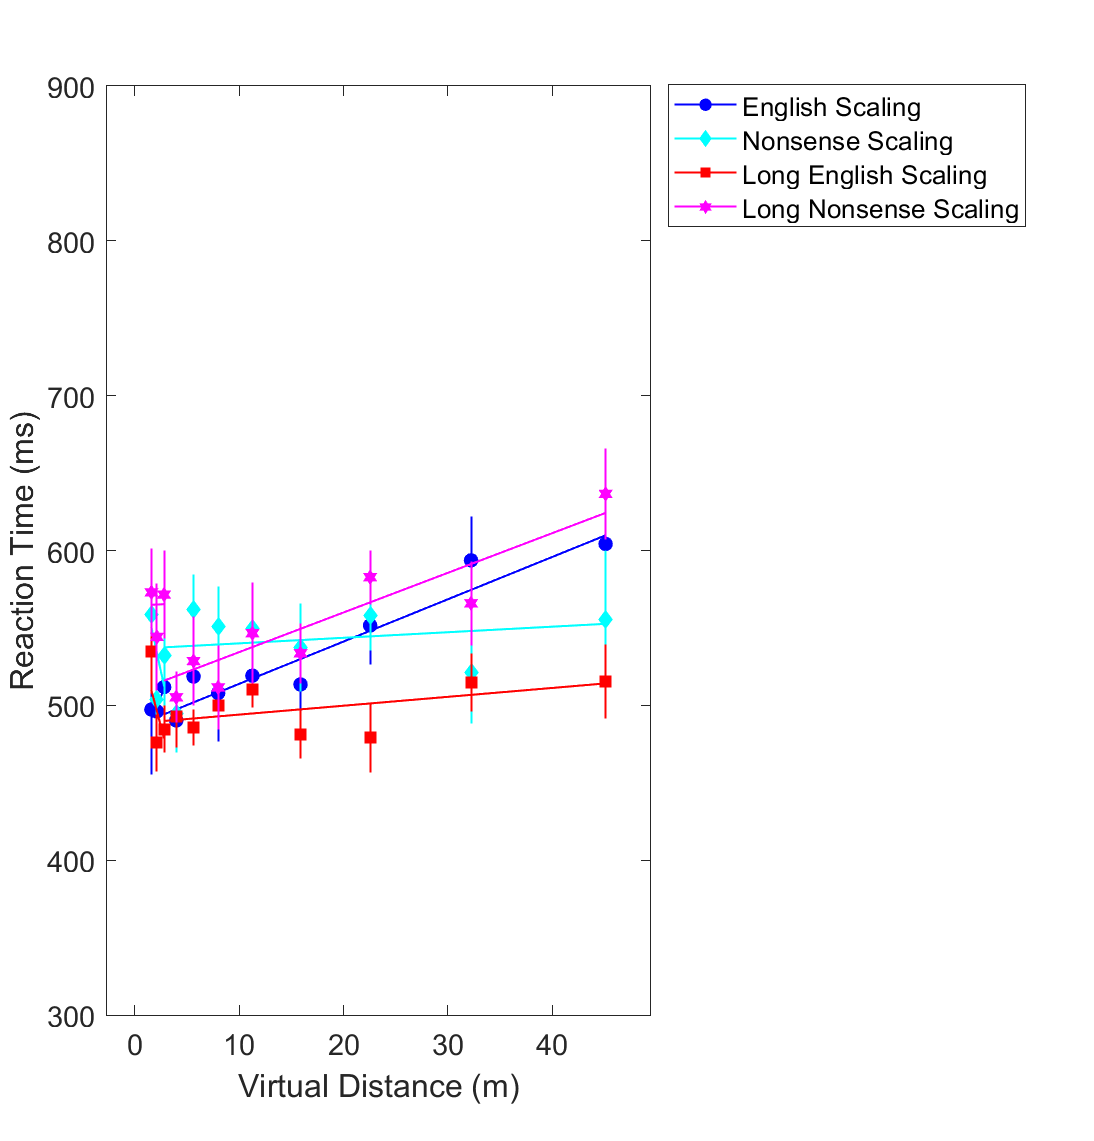 900
800
700
600
500
400
300
0 10 20 30 40
Reaction Time (ms)
Virtual Distance (m)
English Scaling
Nonsense Scaling
Long English Scaling
Long Nonsense Scaling